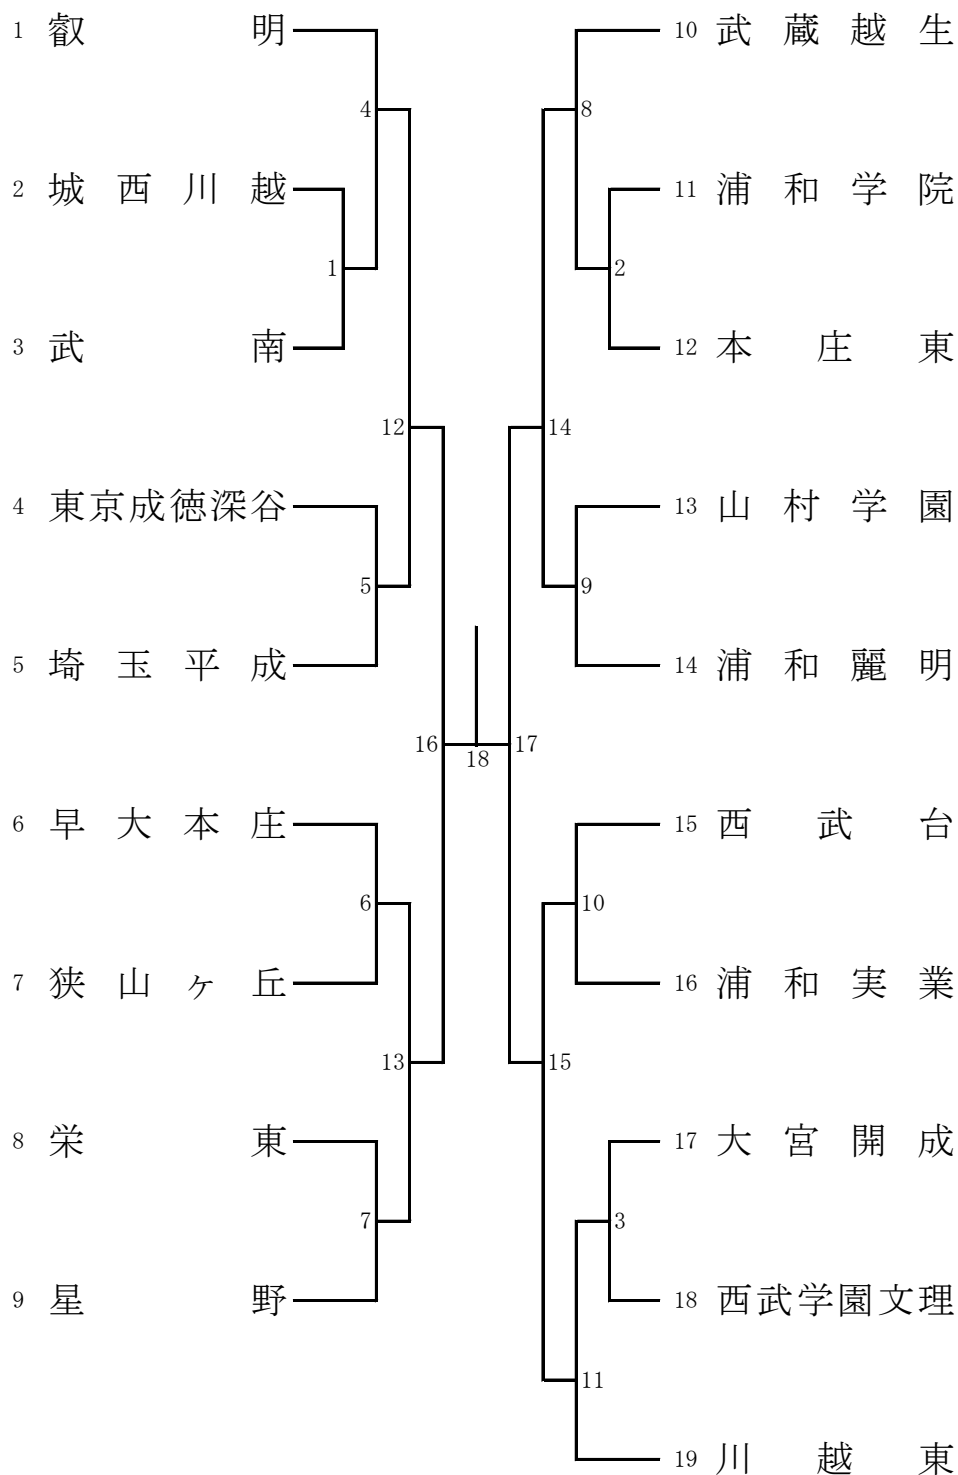 1 叡明
4
2 城西川越
1
3 武南
12
4 東京成徳深谷
5
5 埼玉平成
16
18
6 早大本庄
6
7 狭山ヶ丘
13
8 栄東
7
9 星野
10 武蔵越生
8
11 浦和学院
2
12 本庄東
14
13 山村学園
9
14 浦和麗明
17
15 西武台
10
16 浦和実業
15
17 大宮開成
3
18 西武学園文理
11
19 川越東